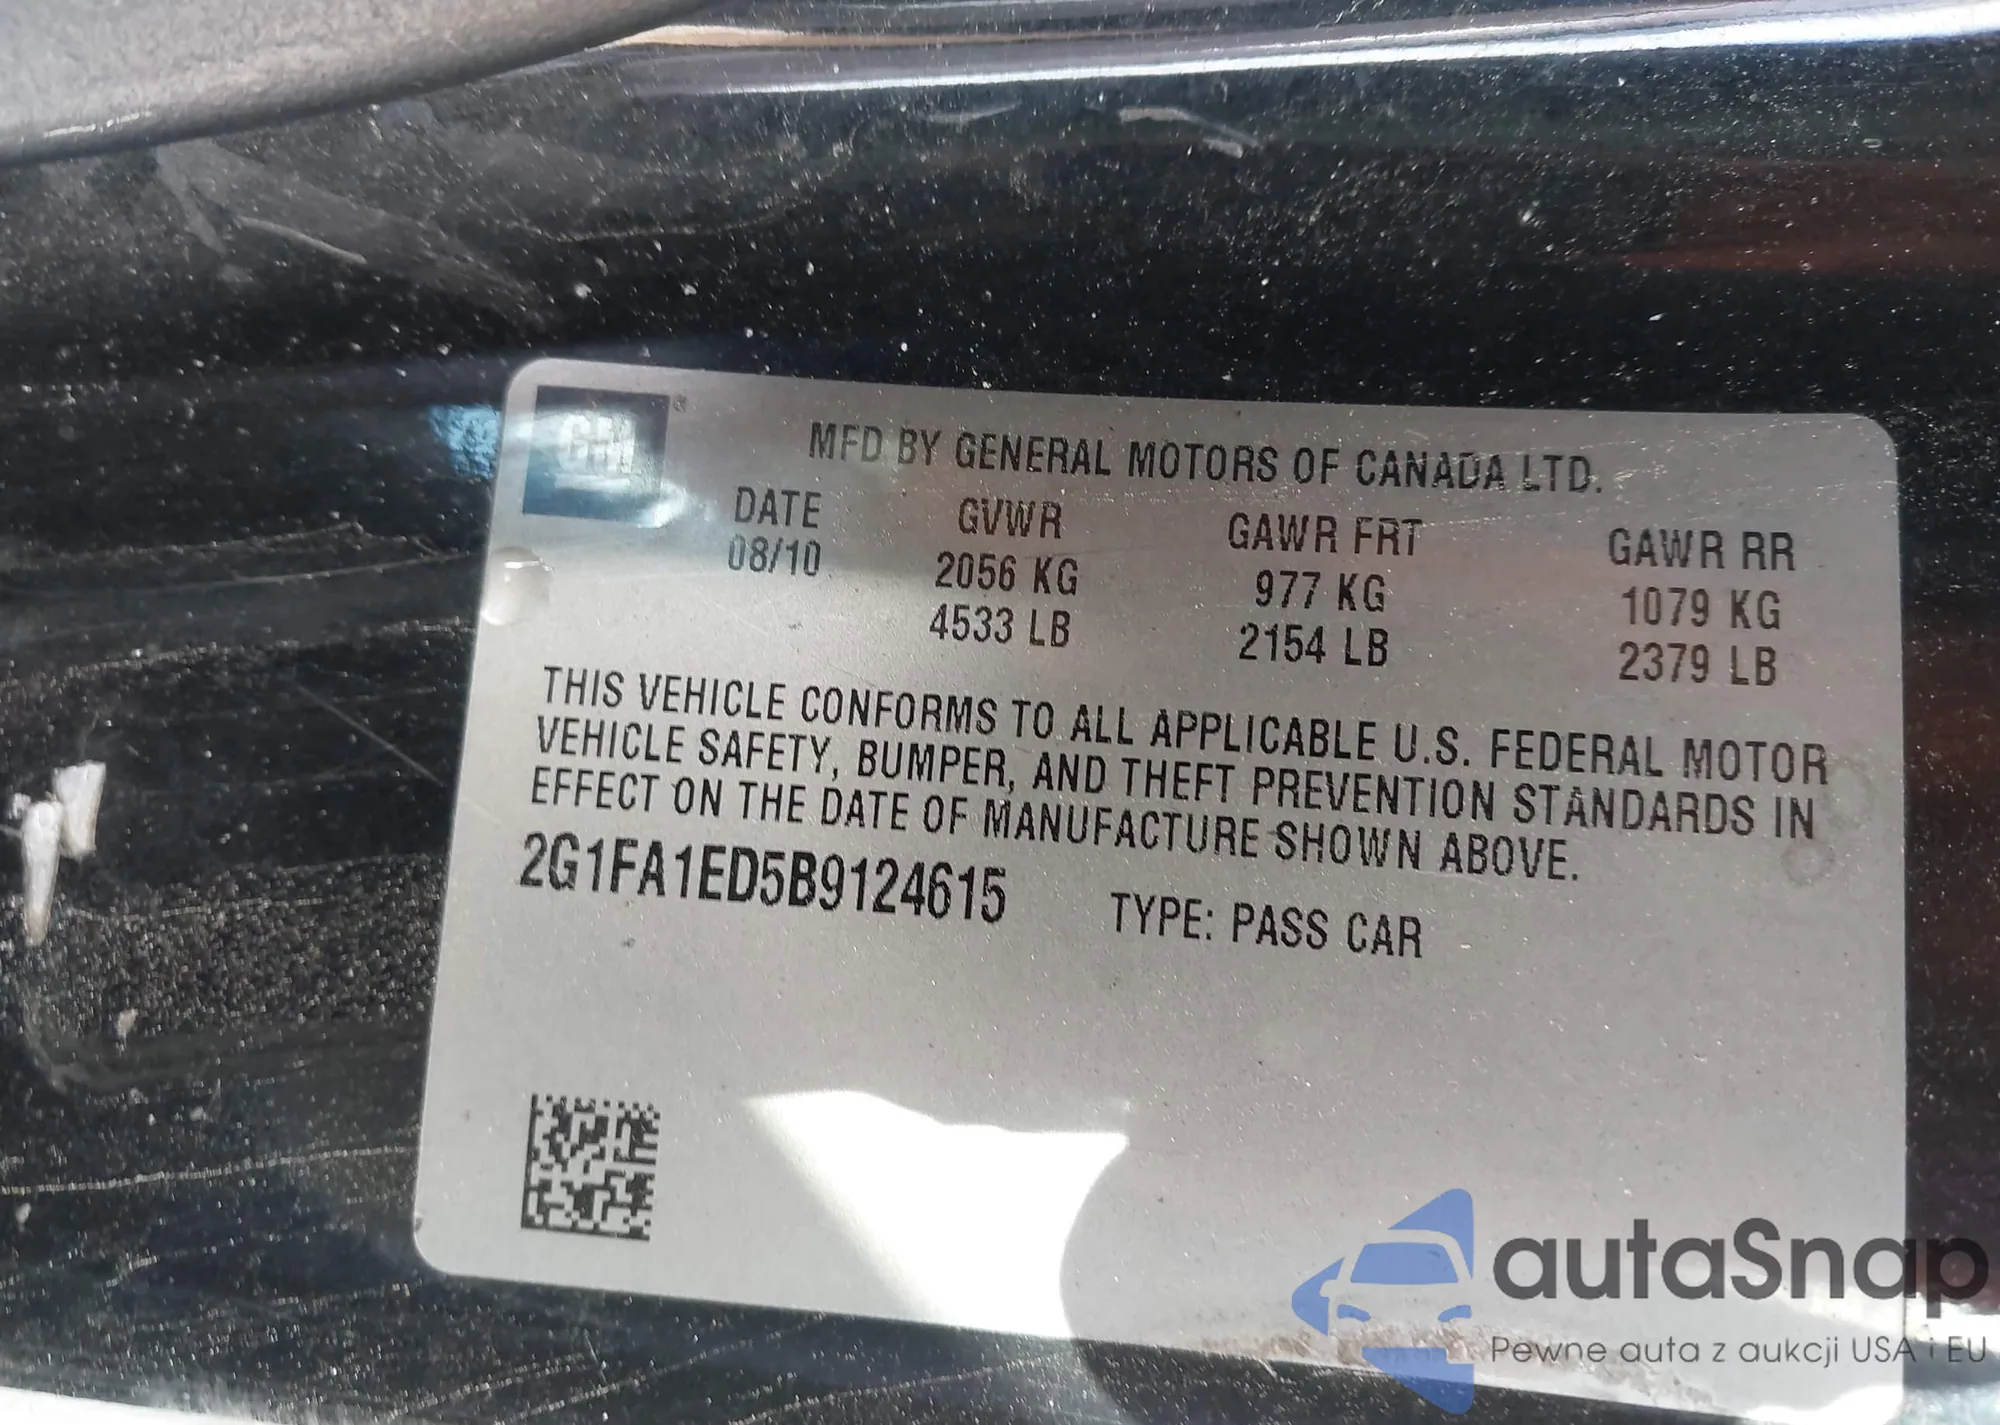 GM ®
MFD BY GENERAL MOTORS OF CANADA LTD.
DATE GVWR GAWR FRT GAWR RR
08/10 2056 KG 977 KG 1079 KG
4533 LB 2154 LB 2379 LB
THIS VEHICLE CONFORMS TO ALL APPLICABLE U.S. FEDERAL MOTOR
VEHICLE SAFETY, BUMPER, AND THEFT PREVENTION STANDARDS IN
EFFECT ON THE DATE OF MANUFACTURE SHOWN ABOVE.
2G1FA1ED5B9124615 TYPE: PASS CAR
autaSnap
Pewne auta z aukcji USA i EU